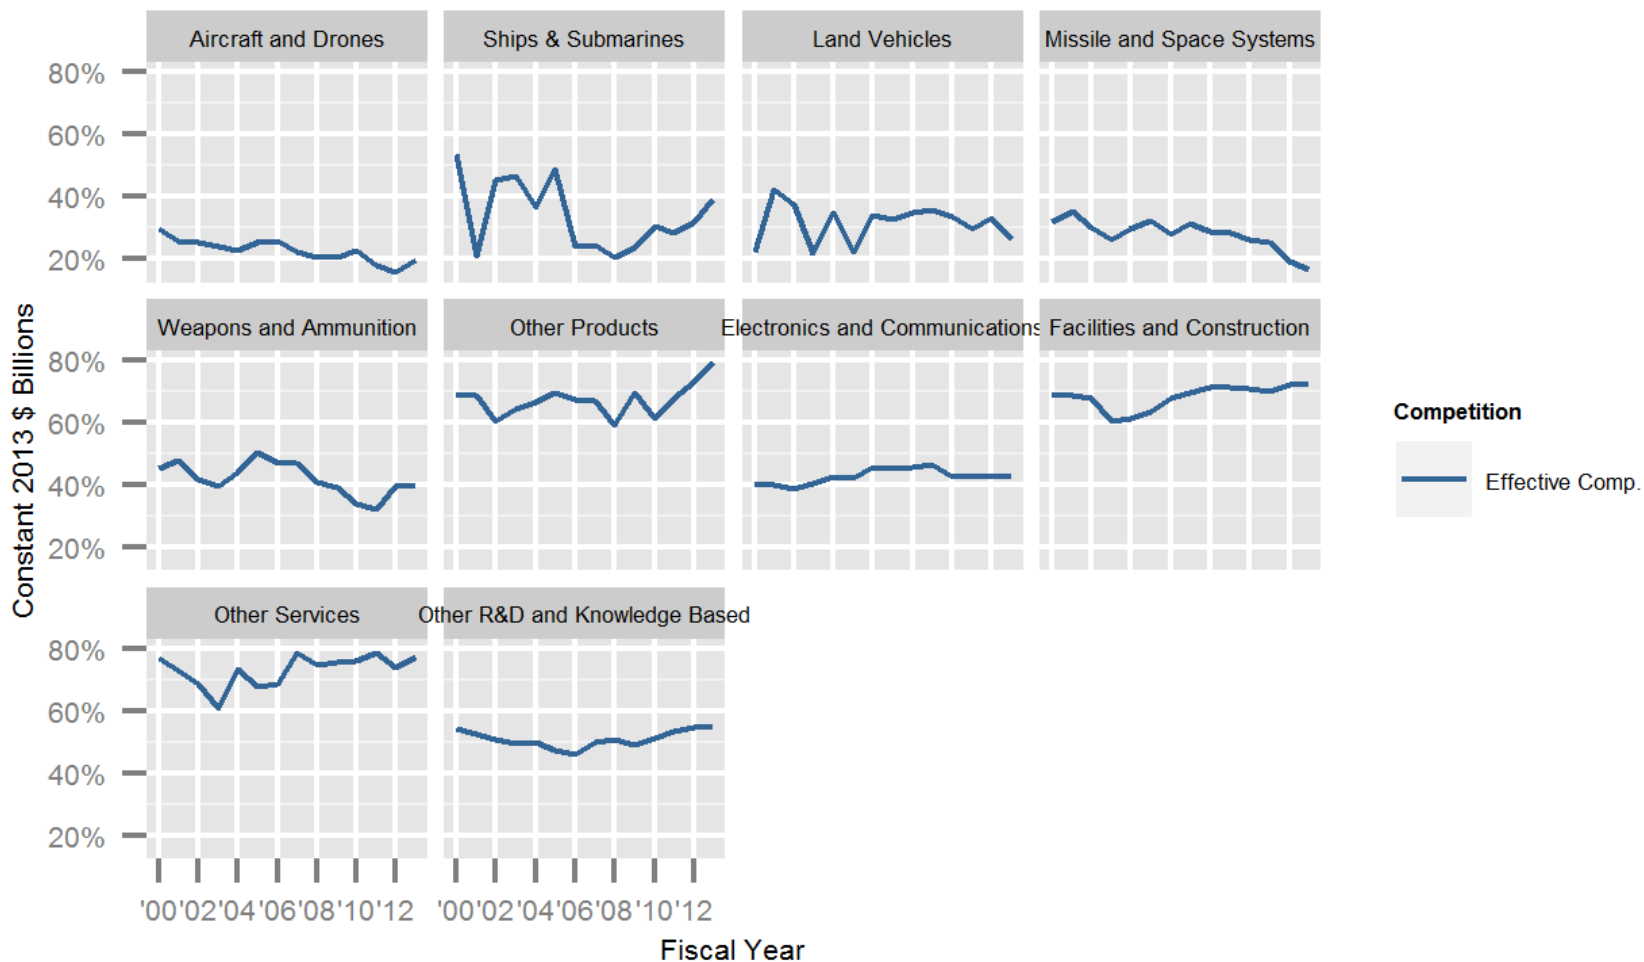 Aircraft and Drones
Ships & Submarines
Land Vehicles
Missile and Space Systems
80%
60%
40%
20%
Weapons and Ammunition
Other Products
Electronics and Communications
Facilities and Construction
80%
60%
40%
20%
Other Services
Other R&D and Knowledge Based
80%
60%
40%
20%
'00 '02 '04 '06 '08 '10 '12
'00 '02 '04 '06 '08 '10 '12
Fiscal Year
Constant 2013 $ Billions
Competition
Effective Comp.